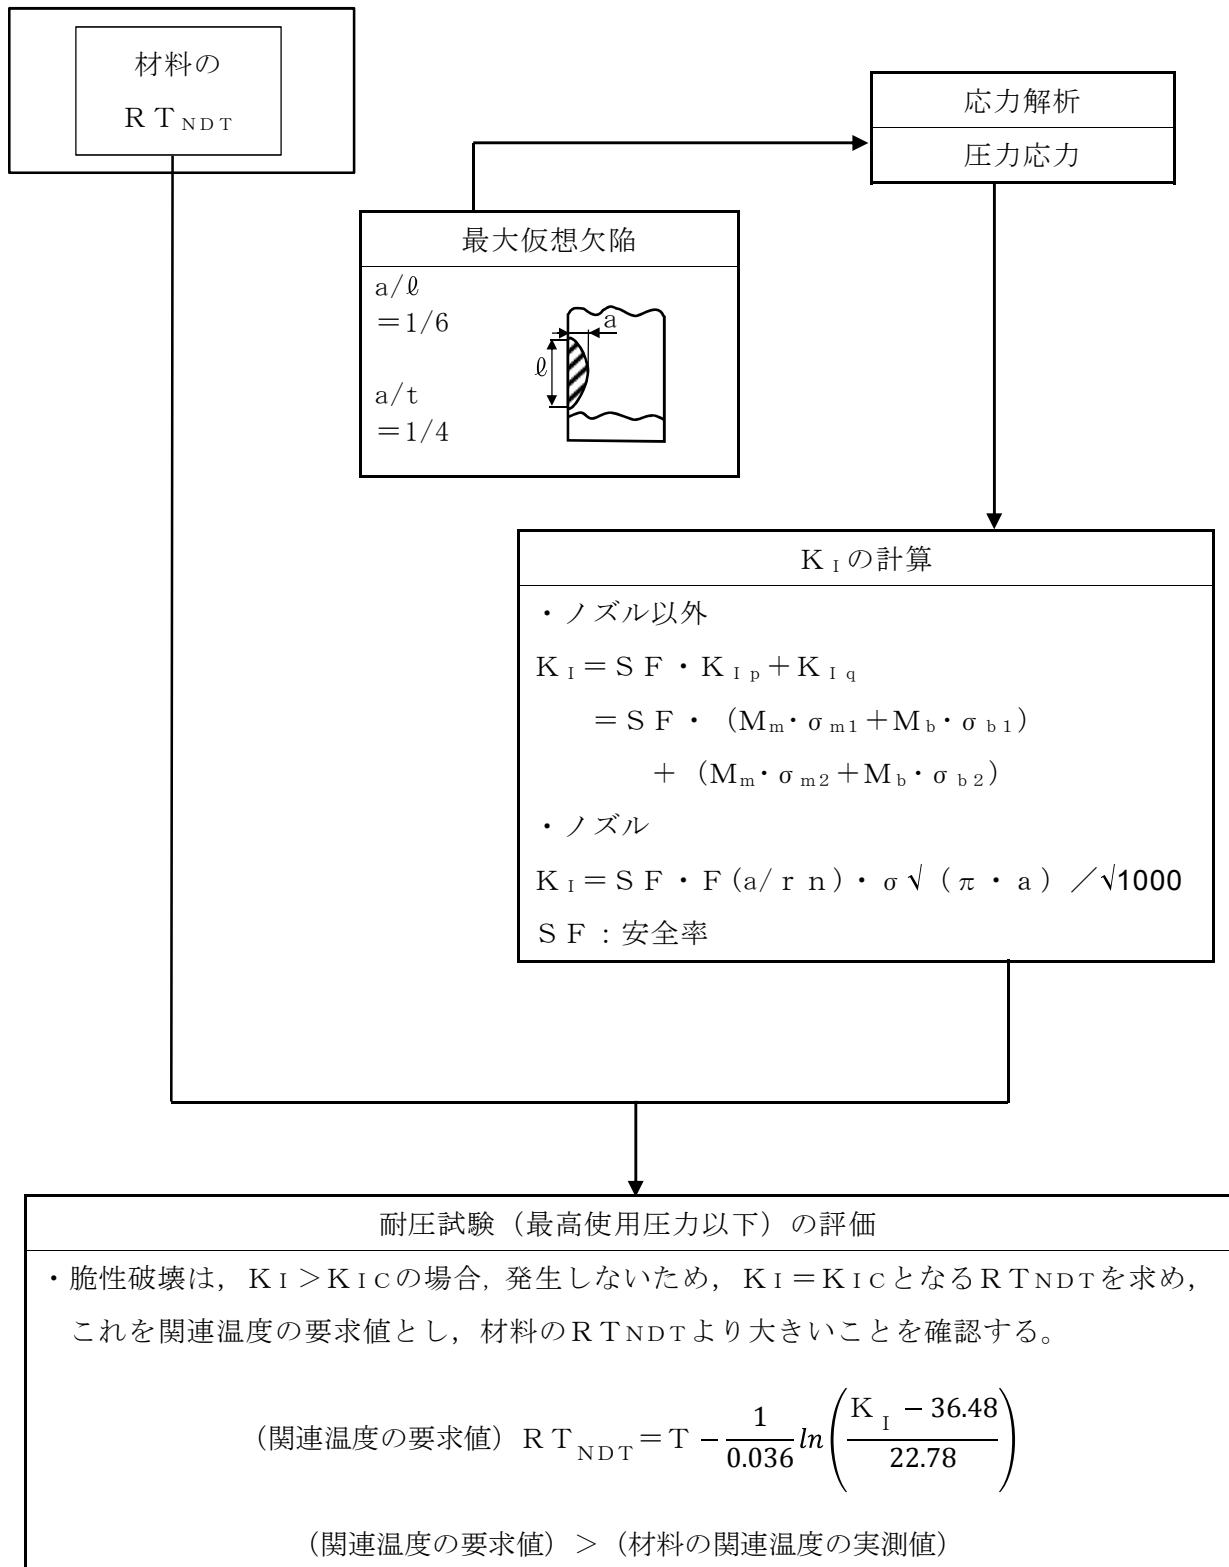 材料の
ＲＴNDT
応力解析
圧力応力
最大仮想欠陥
a/ℓ
＝1/6
a/t
＝1/4
a
ℓ
ＫⅠの計算
・ノズル以外
ＫⅠ＝ＳＦ・ＫⅠp＋ＫⅠq
＝ＳＦ・（Mm・σm1＋Mb・σb1）
＋（Mm・σm2＋Mb・σb2）
・ノズル
ＫⅠ＝ＳＦ・Ｆ(a/ｒｎ)・σ√（π・a）／√1000
ＳＦ：安全率
耐圧試験（最高使用圧力以下）の評価
・脆性破壊は，ＫⅠ＞ＫⅠCの場合，発生しないため，ＫⅠ＝ＫⅠCとなるＲＴNDTを求め，
これを関連温度の要求値とし，材料のＲＴNDTより大きいことを確認する。
（関連温度の要求値）ＲＴNDT＝Ｔ－1/0.036 ln(（ＫⅠ－36.48）/22.78)
（関連温度の要求値）＞（材料の関連温度の実測値）